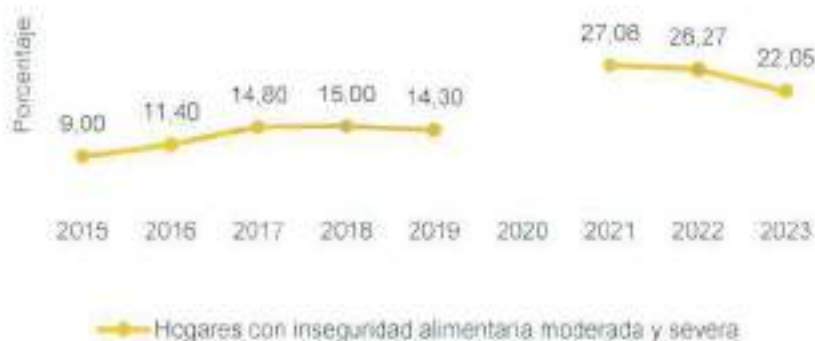 Porcentaje
9,00 11,40 14,80 15,00 14,30 27,08 26,27 22,05
2015 2016 2017 2018 2019 2020 2021 2022 2023
Hogares con inseguridad alimentaria moderada y severa